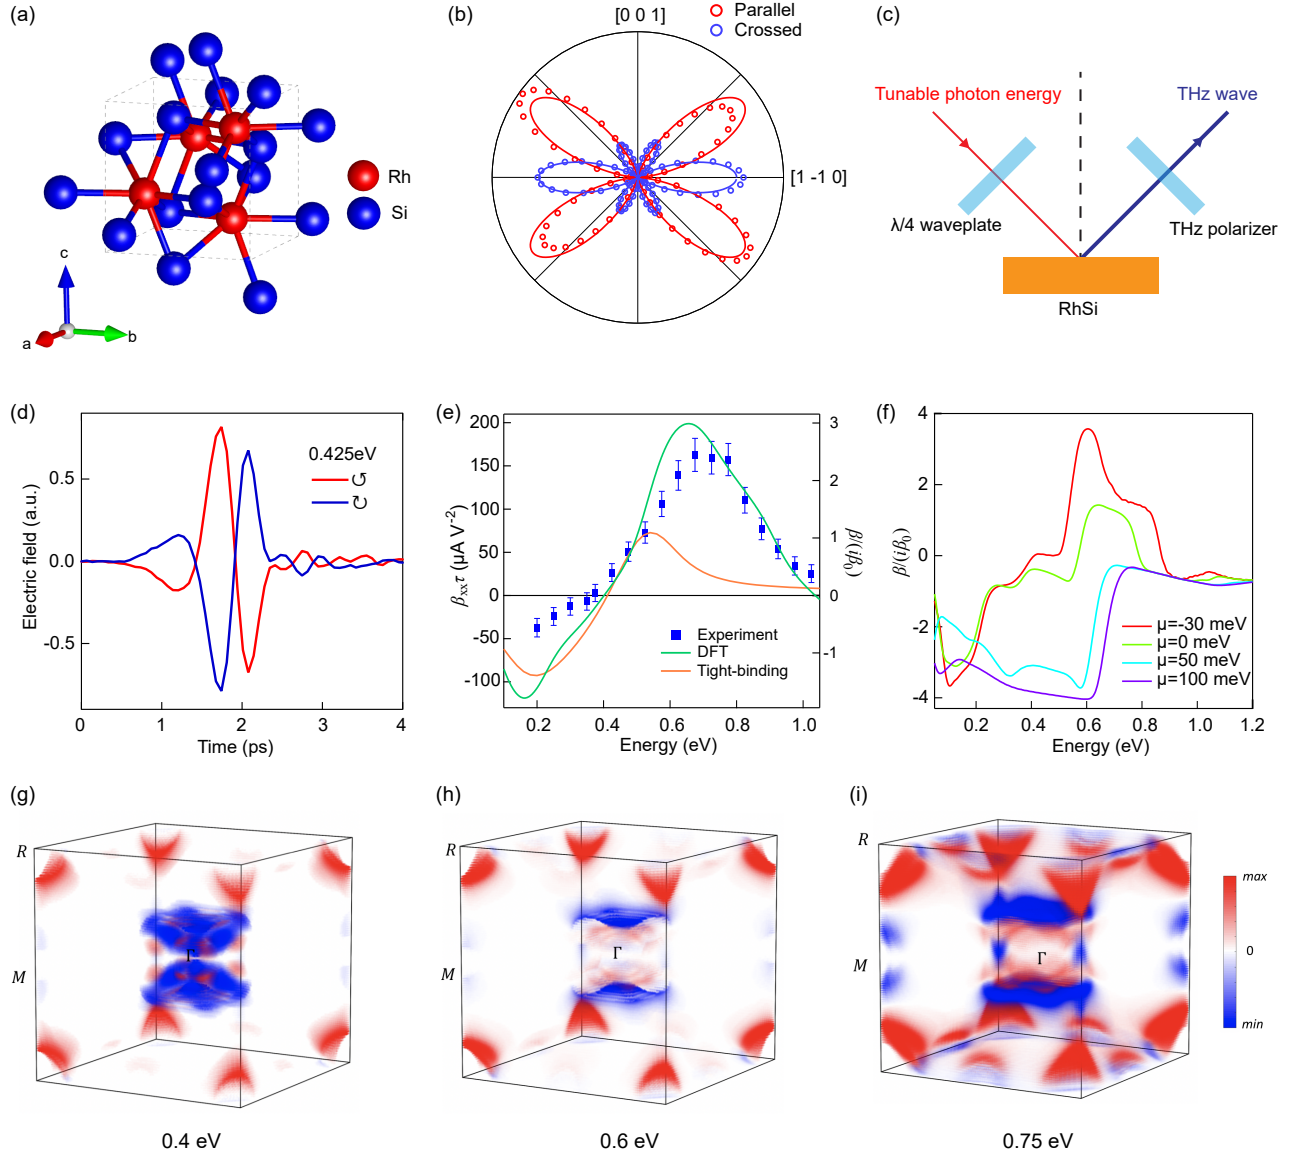 (a)
Rh
Si
c
a
b
(b)
[0 0 1]
Parallel
Crossed
[1 -1 0]
(c)
Tunable photon energy
THz wave
λ/4 waveplate
THz polarizer
RhSi
(d)
0.425eV
↺
↻
0.5
0.0
-0.5
Electric field (a.u.)
0
1
2
3
4
Time (ps)
(e)
200
150
100
50
0
-50
-100
βxxτ (μA V⁻²)
3
2
1
0
-1
β/(iβ₀)
Experiment
DFT
Tight-binding
0.2
0.4
0.6
0.8
1.0
Energy (eV)
(f)
4
2
0
-2
-4
β/(iβ₀)
μ=-30 meV
μ=0 meV
μ=50 meV
μ=100 meV
0.2
0.4
0.6
0.8
1.0
1.2
Energy (eV)
(g)
R
Γ
M
0.4 eV
(h)
R
Γ
M
0.6 eV
(i)
R
Γ
M
0.75 eV
max
0
min